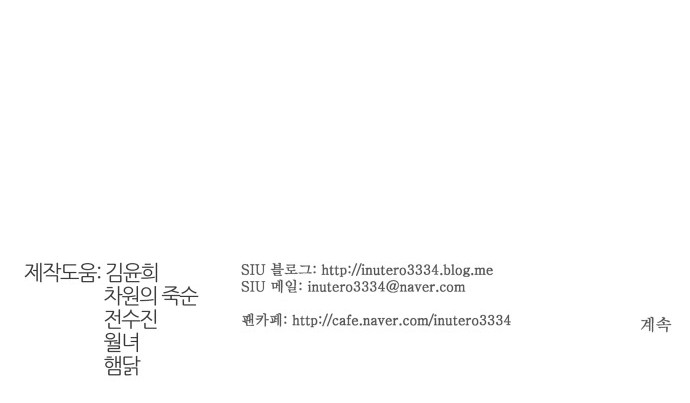 제작도움: 김윤희
차원의 죽순
전수진
월녀
햄닭
SIU 블로그: http://inutero3334.blog.me
SIU 메일: inutero3334@naver.com
팬카페: http://cafe.naver.com/inutero3334
계속